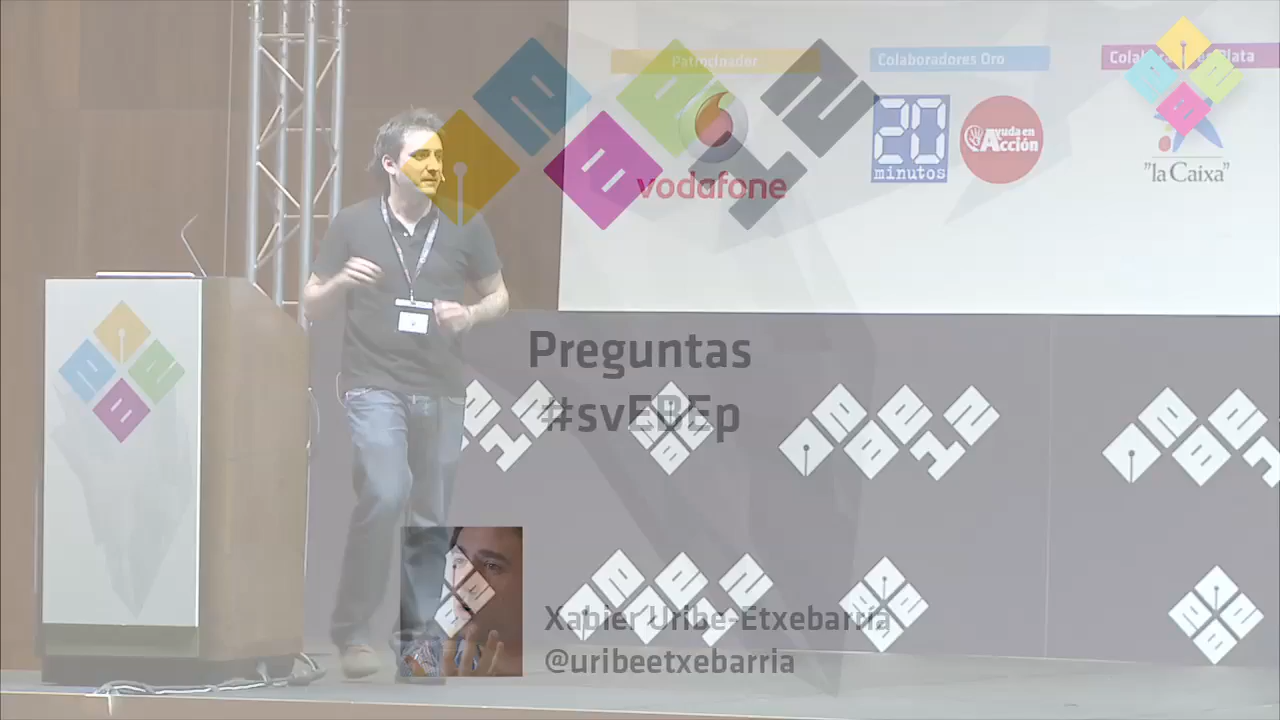 Patrocinador
Colaboradores Oro
vodafone
20
minutos
ayuda en
Acción
"la Caixa"
Preguntas
#svEBEp
Xabier Uribe-Etxebarria
@uribeetxebarria